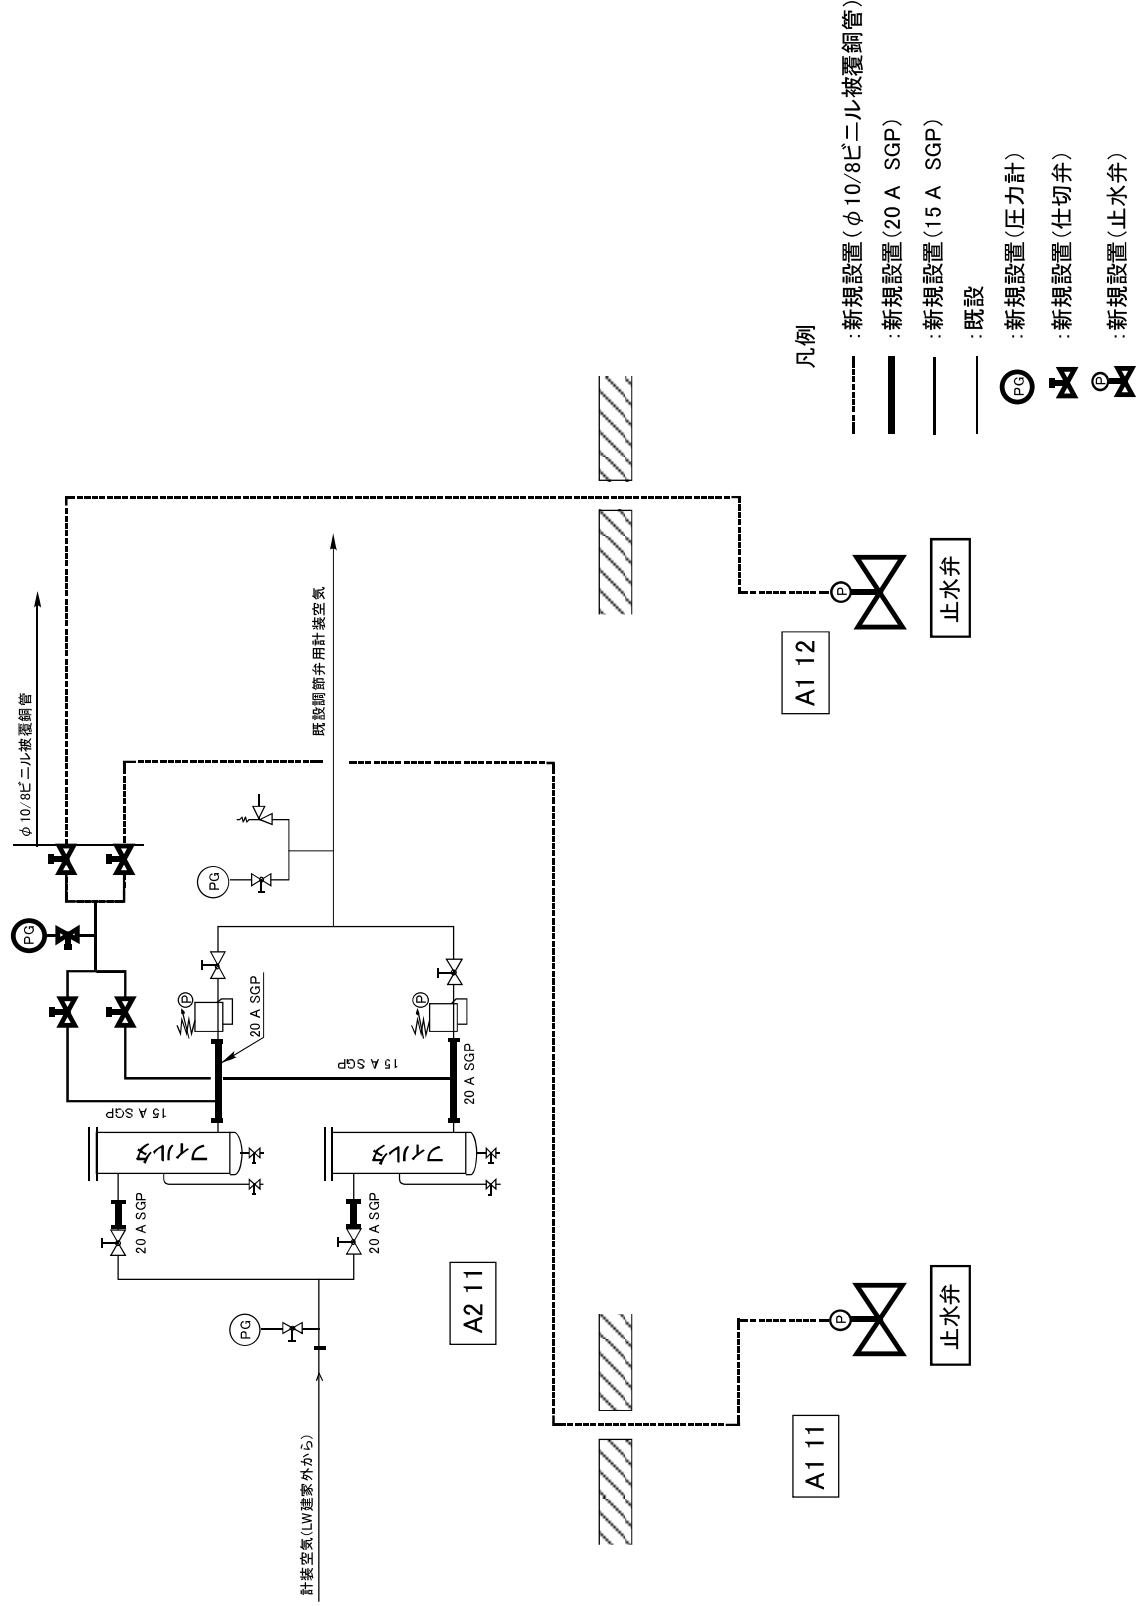 φ10/8ビニル被覆銅管
PG
PG
既設調節弁用計装空気
P
P
20 A SGP
15 A SGP
15 A SGP
20 A SGP
フィルタ
フィルタ
20 A SGP
20 A SGP
PG
計装空気(LW建家外から)
A2 11
P
止水弁
A1 12
P
止水弁
A1 11
凡例
:新規設置(φ10/8ビニル被覆銅管)
:新規設置(20 A SGP)
:新規設置(15 A SGP)
:既設
PG :新規設置(圧力計)
:新規設置(仕切弁)
P :新規設置(止水弁)